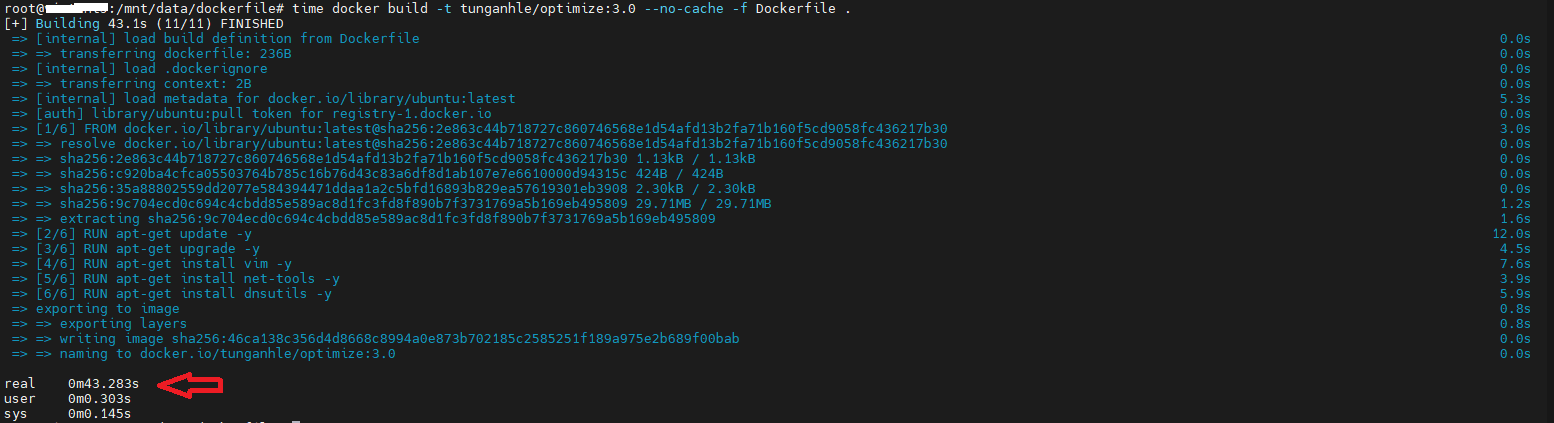 root@:/mnt/data/dockerfile# time docker build -t tunganhle/optimize:3.0 --no-cache -f Dockerfile .
[+] Building 43.1s (11/11) FINISHED
=> [internal] load build definition from Dockerfile 0.0s
=> => transferring dockerfile: 236B 0.0s
=> [internal] load .dockerignore 0.0s
=> => transferring context: 2B 0.0s
=> [internal] load metadata for docker.io/library/ubuntu:latest 5.3s
=> [auth] library/ubuntu:pull token for registry-1.docker.io 0.0s
=> [1/6] FROM docker.io/library/ubuntu:latest@sha256:2e863c44b718727c860746568e1d54afd13b2fa71b160f5cd9058fc436217b30 3.0s
=> => resolve docker.io/library/ubuntu:latest@sha256:2e863c44b718727c860746568e1d54afd13b2fa71b160f5cd9058fc436217b30 0.0s
=> => sha256:2e863c44b718727c860746568e1d54afd13b2fa71b160f5cd9058fc436217b30 1.13kB / 1.13kB 0.0s
=> => sha256:c920ba4cfca05503764b785c16b76d43c83a6df8d1ab107e7e6610000d94315c 424B / 424B 0.0s
=> => sha256:35a88802559dd2077e584394471ddaa1a2c5bfd16893b829ea57619301eb3908 2.30kB / 2.30kB 0.0s
=> => sha256:9c704ecd0c694c4cbdd85e589ac8d1fc3fd8f890b7f3731769a5b169eb495809 29.71MB / 29.71MB 1.2s
=> => extracting sha256:9c704ecd0c694c4cbdd85e589ac8d1fc3fd8f890b7f3731769a5b169eb495809 1.6s
=> [2/6] RUN apt-get update -y 12.0s
=> [3/6] RUN apt-get upgrade -y 4.5s
=> [4/6] RUN apt-get install vim -y 7.6s
=> [5/6] RUN apt-get install net-tools -y 3.9s
=> [6/6] RUN apt-get install dnsutils -y 5.9s
=> exporting to image 0.8s
=> => exporting layers 0.8s
=> => writing image sha256:46ca138c356d4d8668c8994a0e873b702185c2585251f189a975e2b689f00bab 0.0s
=> => naming to docker.io/tunganhle/optimize:3.0 0.0s
real 0m43.283s
user 0m0.303s
sys 0m0.145s